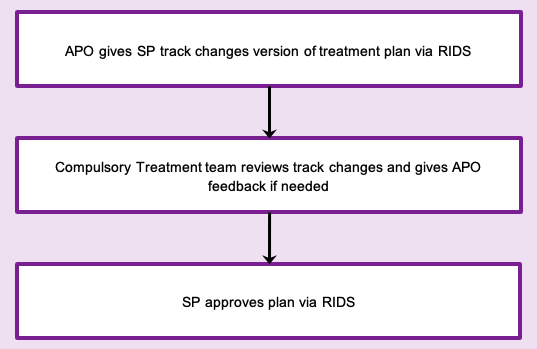 APO gives SP track changes version of treatment plan via RIDS
Compulsory Treatment team reviews track changes and gives APO
feedback if needed
SP approves plan via RIDS